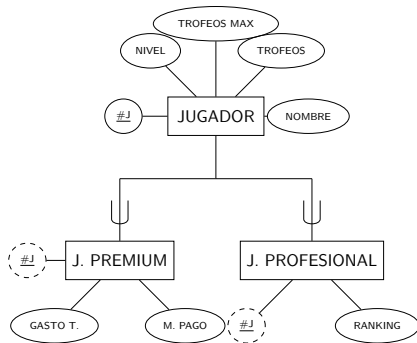 TROFEOS MAX
NIVEL
TROFEOS
#J
JUGADOR
NOMBRE
#J
J. PREMIUM
J. PROFESIONAL
GASTO T.
M. PAGO
#J
RANKING